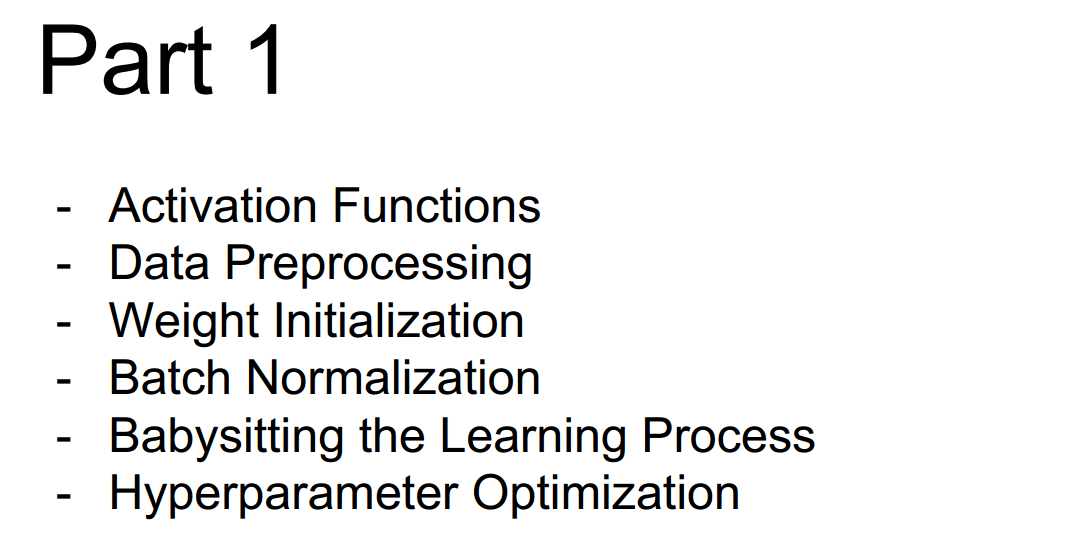 Part 1
- Activation Functions
- Data Preprocessing
- Weight Initialization
- Batch Normalization
- Babysitting the Learning Process
- Hyperparameter Optimization